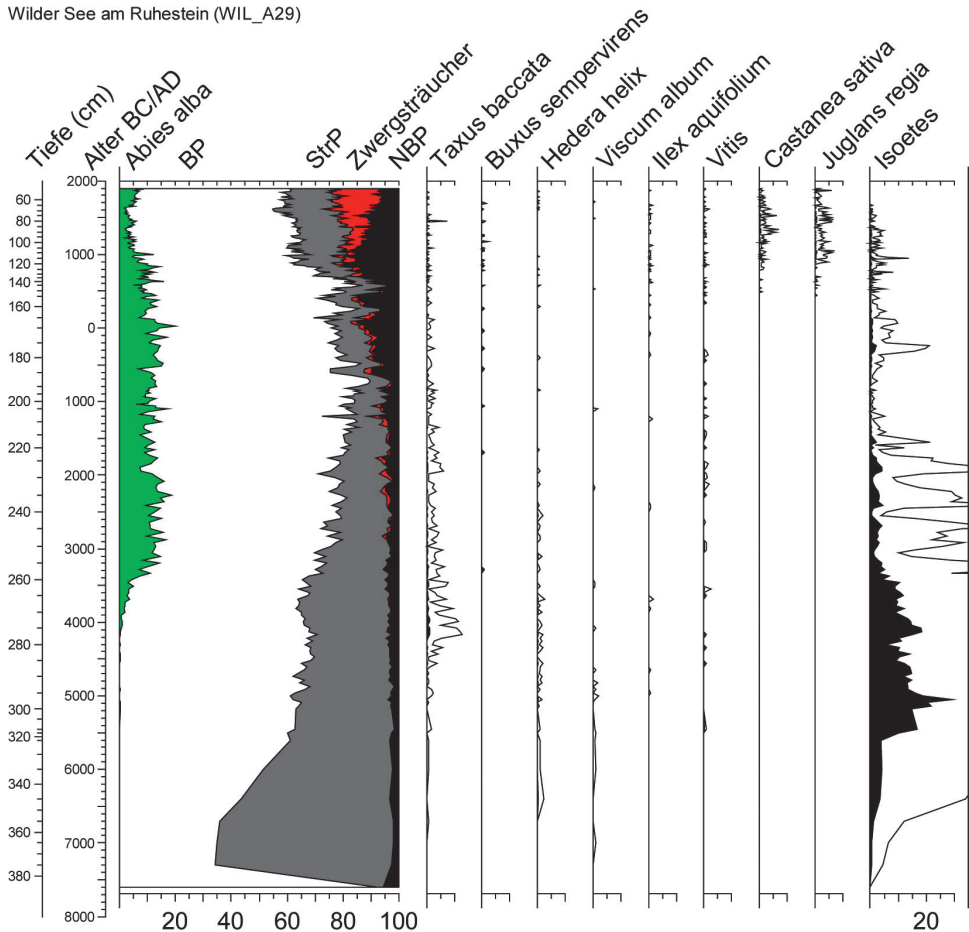 Wilder See am Ruhestein (WIL_A29)
Tiefe (cm)
Alter BC/AD
Abies alba
BP
StrP
Zwergsträucher
NBP
Taxus baccata
Buxus sempervirens
Hedera helix
Viscum album
Ilex aquifolium
Vitis
Castanea sativa
Juglans regia
Isoetes
60
80
100
120
140
160
180
200
220
240
260
280
300
320
340
360
380
2000
1000
0
1000
2000
3000
4000
5000
6000
7000
8000
20 40 60 80 100 20